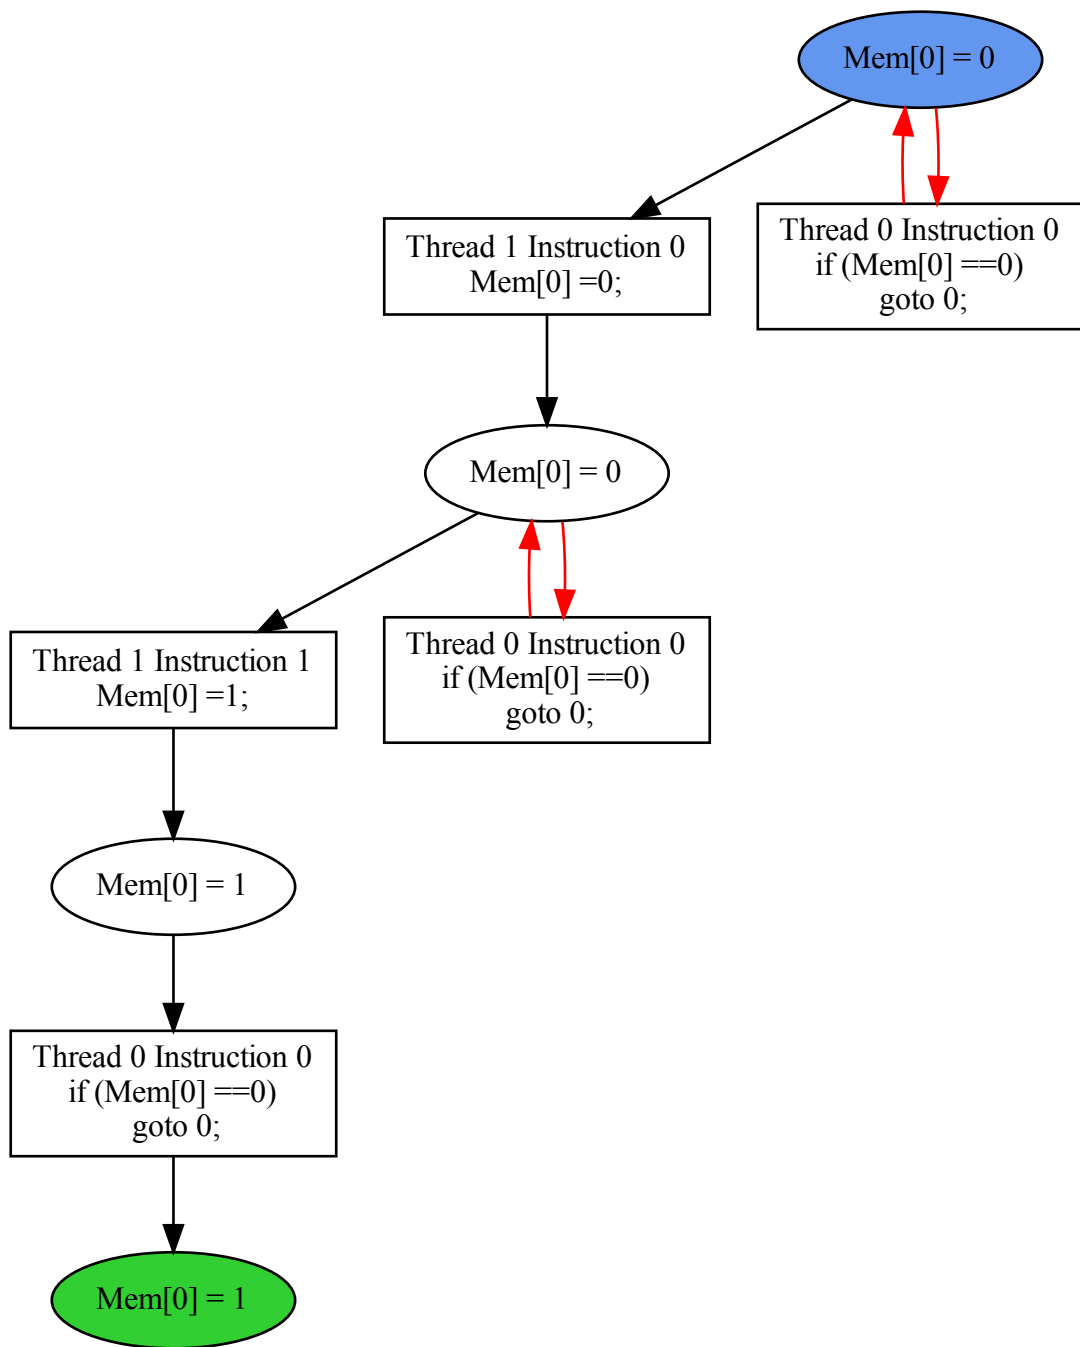 Mem[0] = 0
Thread 1 Instruction 0
Mem[0] =0;
Thread 0 Instruction 0
if (Mem[0] ==0)
goto 0;
Mem[0] = 0
Thread 1 Instruction 1
Mem[0] =1;
Thread 0 Instruction 0
if (Mem[0] ==0)
goto 0;
Mem[0] = 1
Thread 0 Instruction 0
if (Mem[0] ==0)
goto 0;
Mem[0] = 1